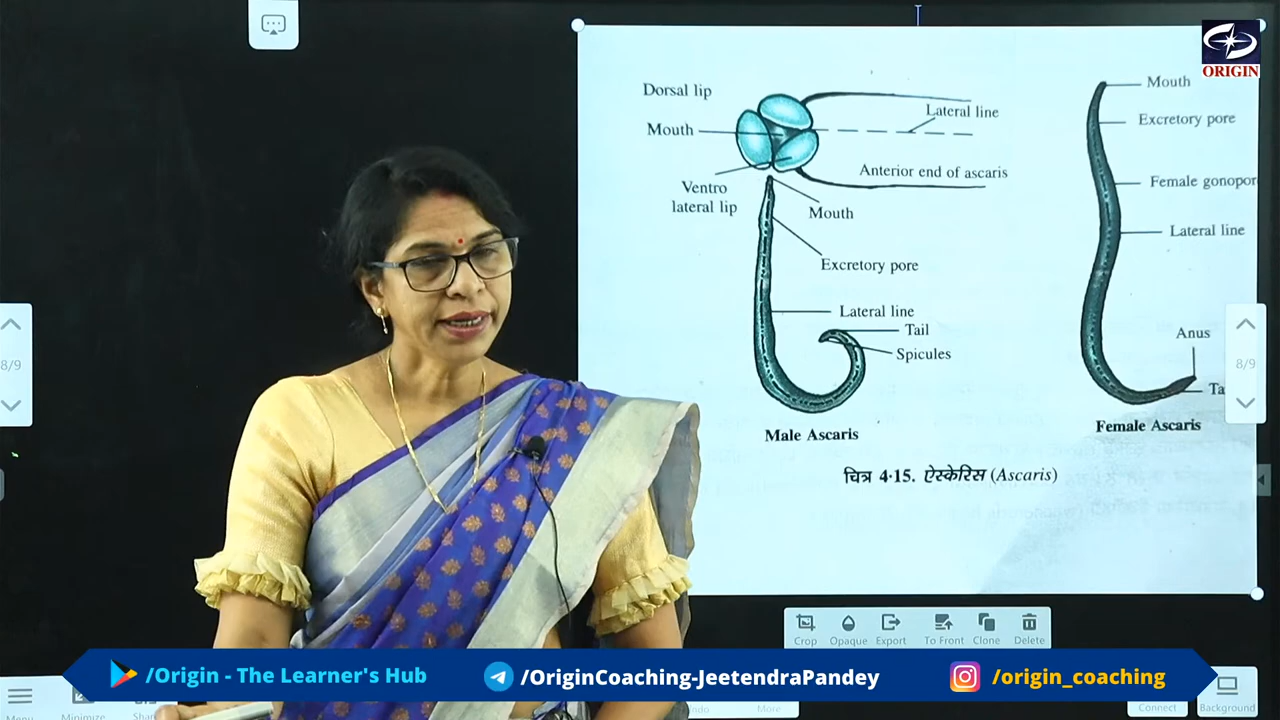 ORIGIN
Dorsal lip
Mouth
Lateral line
Anterior end of ascaris
Ventro
lateral lip
Mouth
Excretory pore
Lateral line
Tail
Spicules
Male Ascaris
Mouth
Excretory pore
Female gonopor
Lateral line
Anus
Ta
Female Ascaris
चित्र 4·15. ऐस्केरिस (Ascaris)
8/9
8/9
Crop
Opaque
Export
To Front
Clone
Delete
/Origin - The Learner's Hub
/OriginCoaching-JeetendraPandey
/origin_coaching
Menu
Minimize
More
Connect
Background